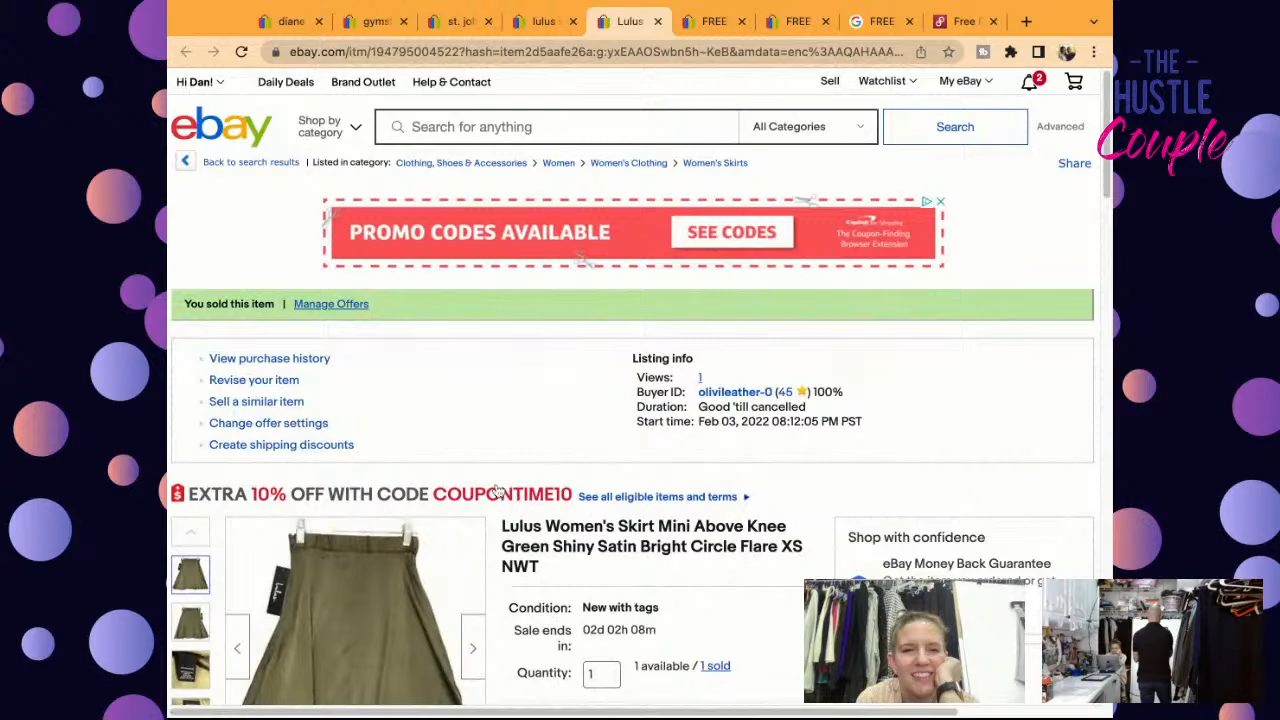 diane
gyms
st. jo
lulus
Lulus
FREE
FREE
FREE
Free
ebay.com/itm/194795004522?hash=item2d5aafe26a:g:yxEAAOSwbn5h~KeB&amdata=enc%3AAQAHAAA...
-THE-
HUSTLE
Couple
Hi Dan!
Daily Deals
Brand Outlet
Help & Contact
Sell
Watchlist
My eBay
2
ebay
Shop by
category
Search for anything
All Categories
Search
Advanced
Back to search results | Listed in category: Clothing, Shoes & Accessories > Women > Women's Clothing > Women's Skirts
Share
PROMO CODES AVAILABLE
SEE CODES
The Coupon-Finding
Browser Extension
You sold this item | Manage Offers
View purchase history
Revise your item
Sell a similar item
Change offer settings
Create shipping discounts
Listing info
Views: 1
Buyer ID: olivileather-0 (45 ) 100%
Duration: Good 'till cancelled
Start time: Feb 03, 2022 08:12:05 PM PST
EXTRA 10% OFF WITH CODE COUPONTIME10 See all eligible items and terms
Lulus Women's Skirt Mini Above Knee
Green Shiny Satin Bright Circle Flare XS
NWT
Condition: New with tags
Sale ends
in:
02d 02h 08m
Quantity: 1
1 available / 1 sold
Shop with confidence
eBay Money Back Guarantee